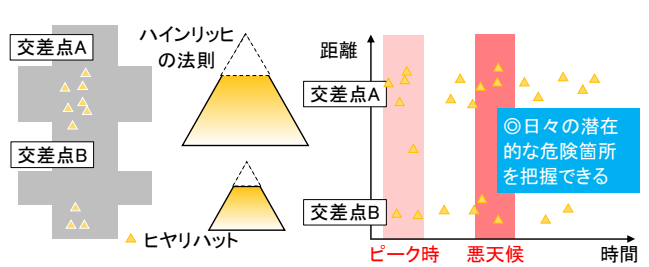 交差点A
交差点B
ヒヤリハット
ハインリッヒ
の法則
距離
交差点A
交差点B
◎日々の潜在
的な危険箇所
を把握できる
ピーク時
悪天候
時間